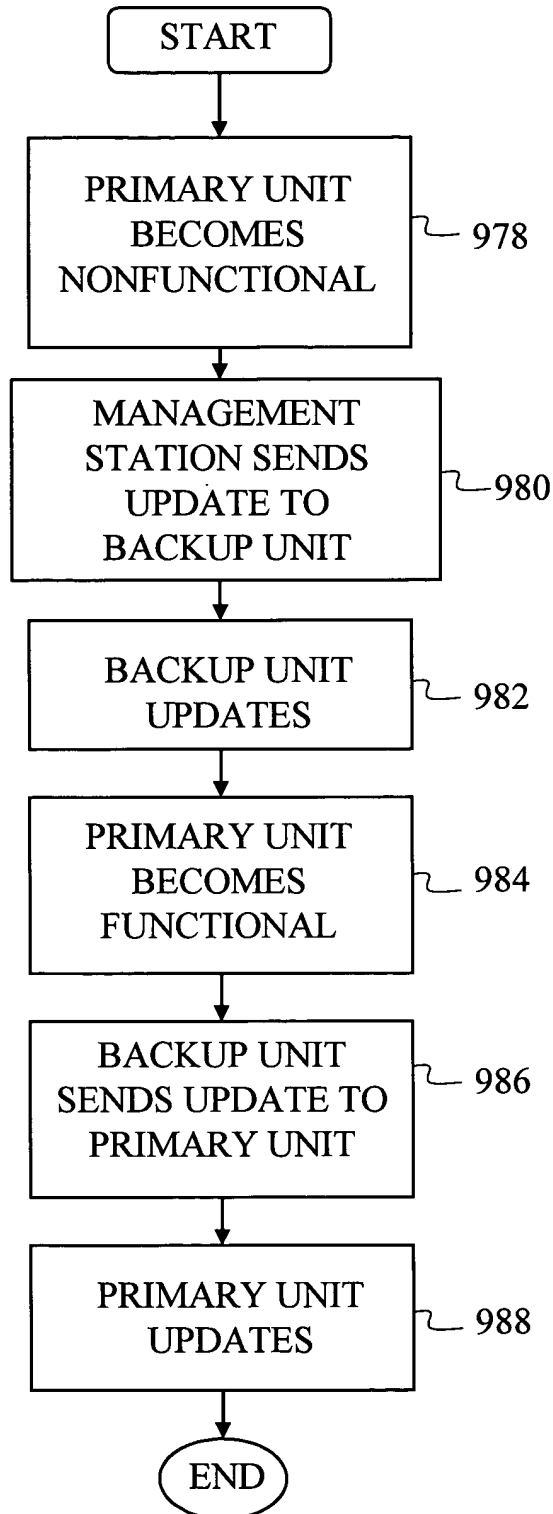 START
PRIMARY UNIT
BECOMES
NONFUNCTIONAL
978
MANAGEMENT
STATION SENDS
UPDATE TO
BACKUP UNIT
980
BACKUP UNIT
UPDATES
982
PRIMARY UNIT
BECOMES
FUNCTIONAL
984
BACKUP UNIT
SENDS UPDATE TO
PRIMARY UNIT
986
PRIMARY UNIT
UPDATES
988
END